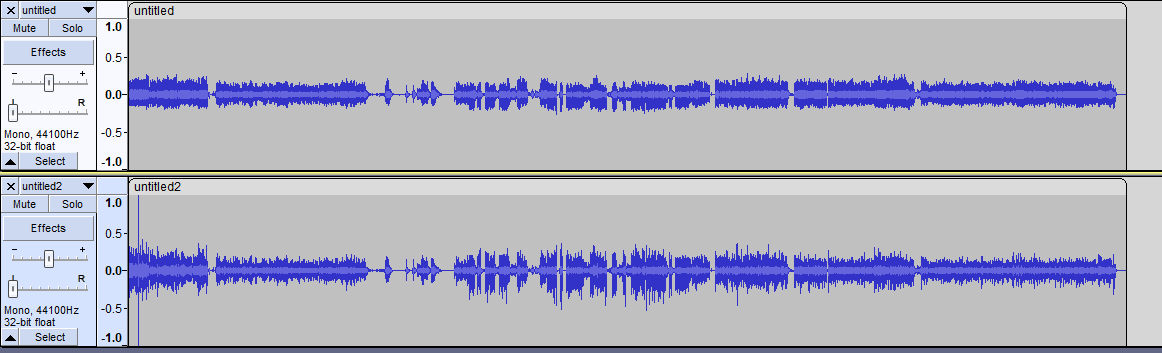 untitled
untitled
Mute Solo
1.0
Effects
0.5
- +
0.0
R
Mono, 44100Hz
-0.5
32-bit float
Select
-1.0
untitled2
untitled2
Mute Solo
1.0
Effects
0.5
- +
0.0
R
Mono, 44100Hz
-0.5
32-bit float
Select
-1.0